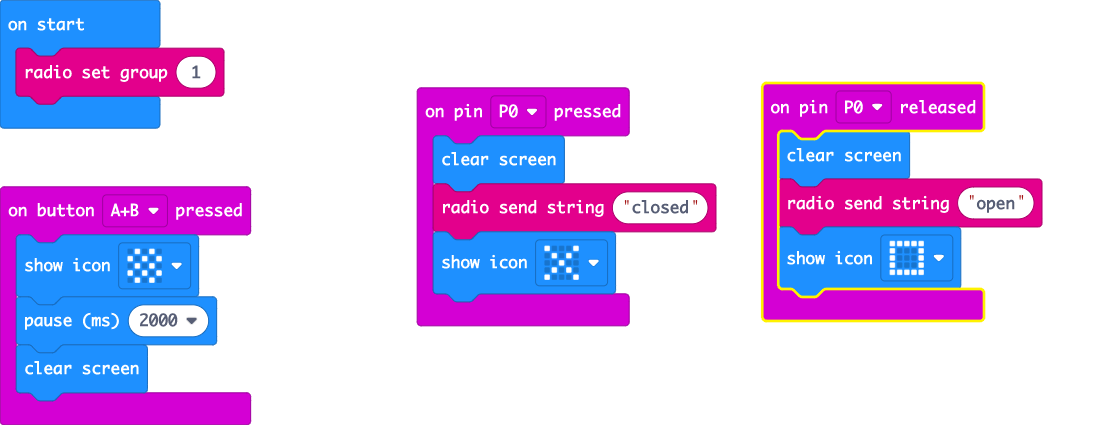 on start
radio set group 1
on button A+B pressed
show icon
pause (ms) 2000
clear screen
on pin P0 pressed
clear screen
radio send string "closed"
show icon
on pin P0 released
clear screen
radio send string "open"
show icon